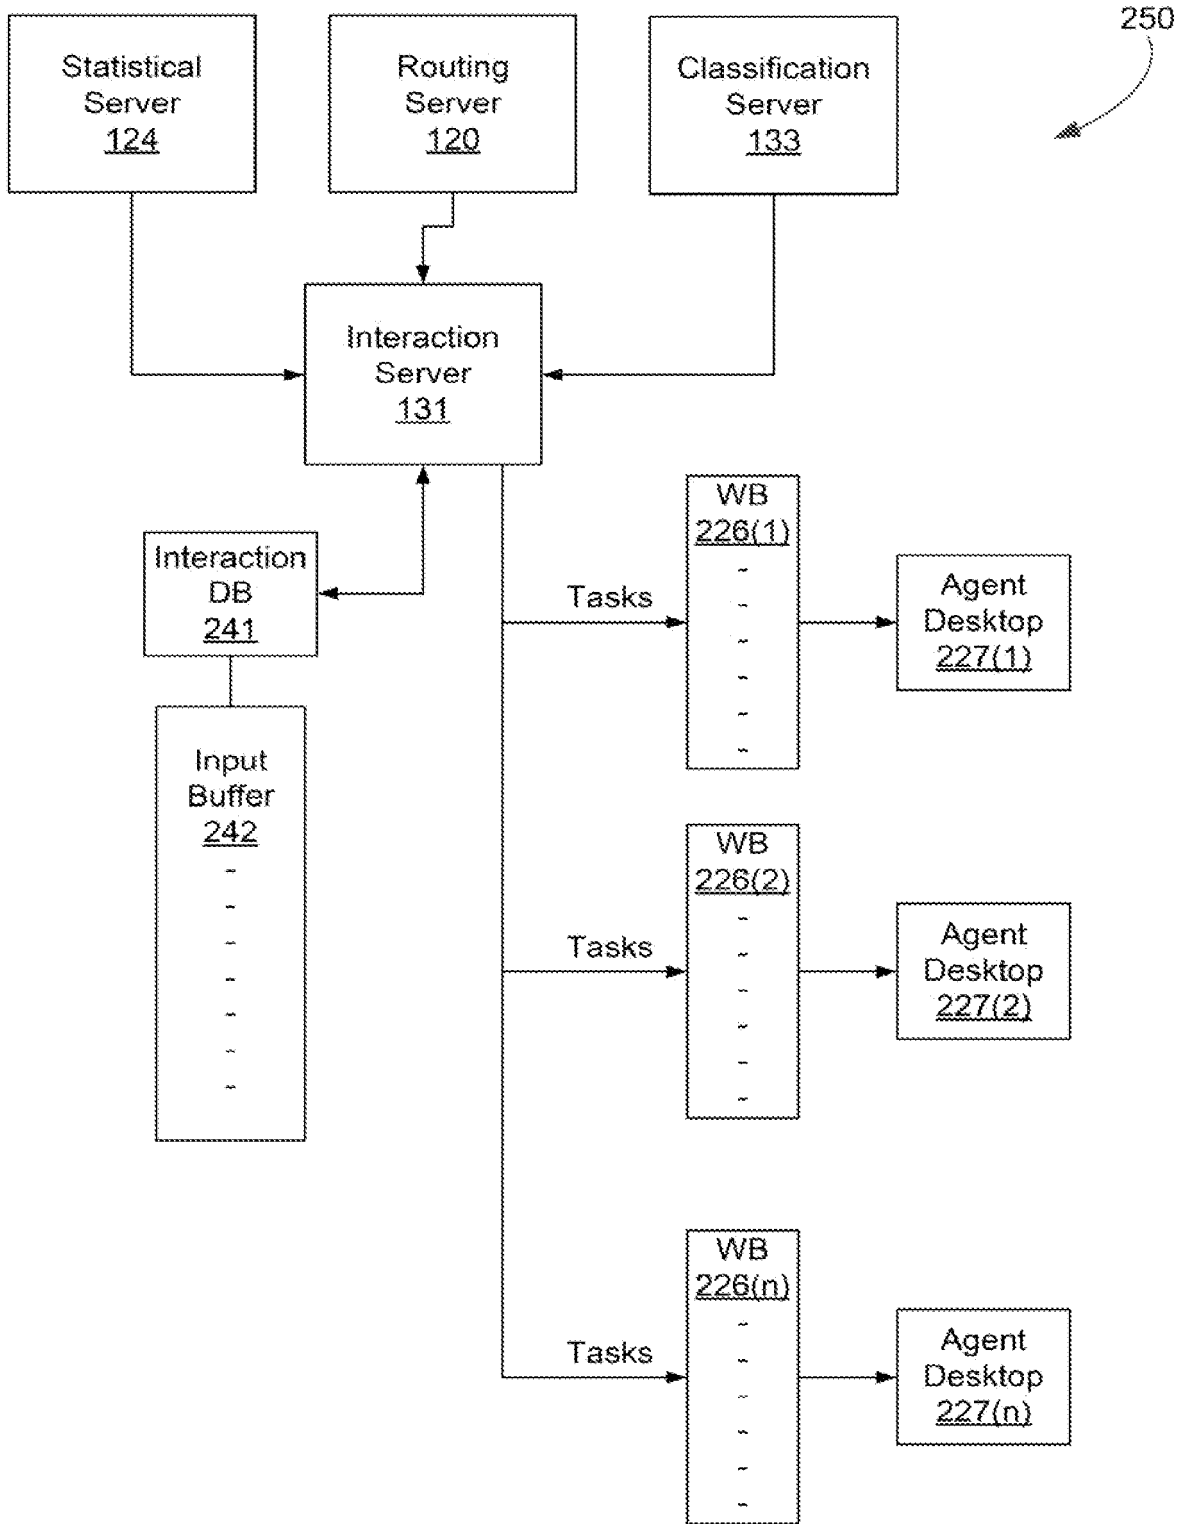 250
Statistical
Server
124
Routing
Server
120
Classification
Server
133
Interaction
Server
131
Interaction
DB
241
Input
Buffer
242
Tasks
WB
226(1)
Agent
Desktop
227(1)
Tasks
WB
226(2)
Agent
Desktop
227(2)
Tasks
WB
226(n)
Agent
Desktop
227(n)